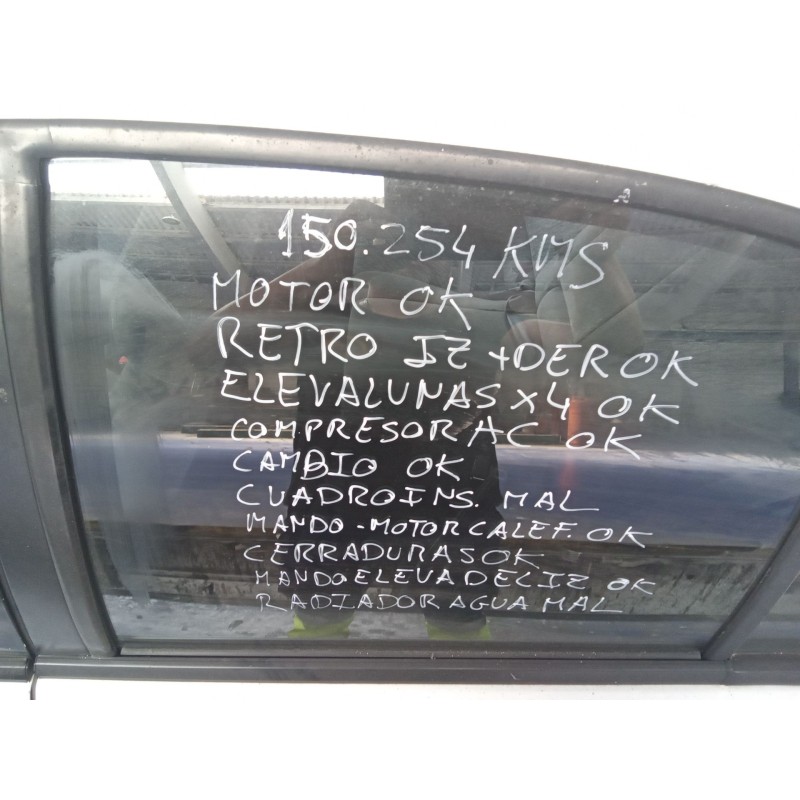 150.254 KMS
MOTOR OK
RETRO IZ + DER OK
ELEVALUNAS X4 OK
COMPRESOR AC OK
CAMBIO OK
CUADRO INS. MAL
MANDO-MOTOR CALEF. OK
CERRADURAS OK
MANDO ELEVA DEL IZ OK
RADIADOR AGUA MAL